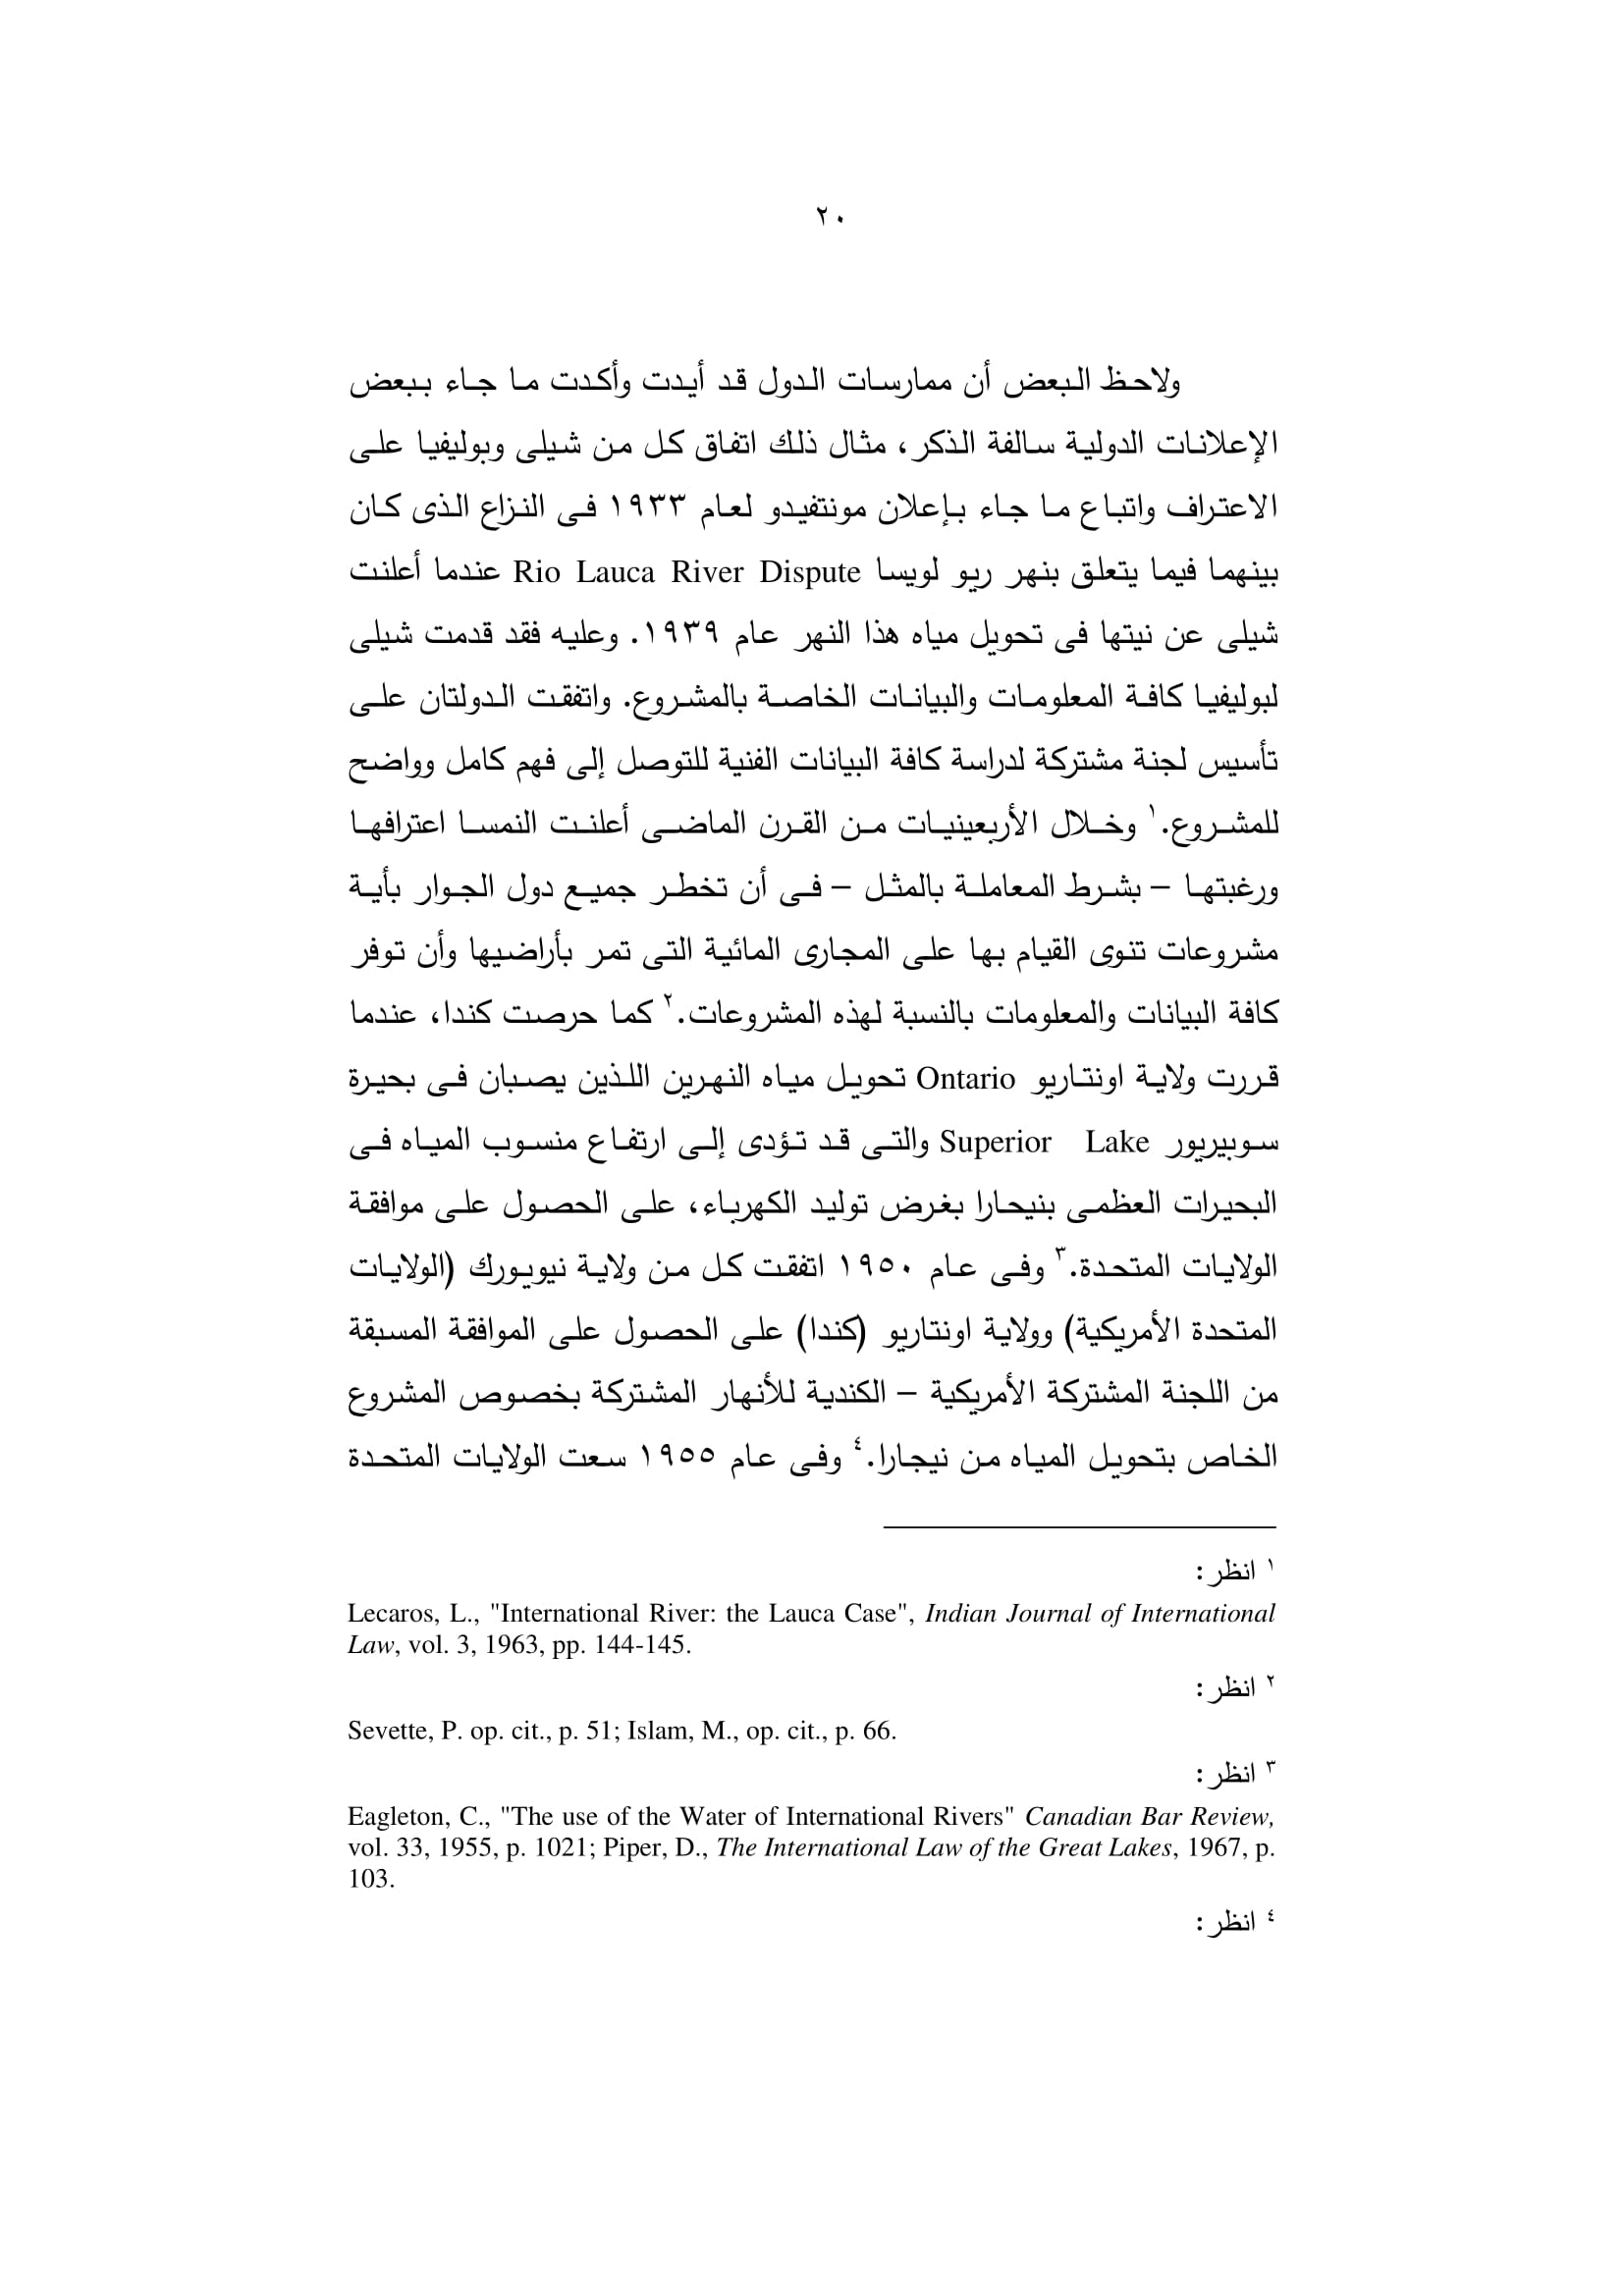 ٢٠
ولاحظ البعض أن ممارسات الدول قد أيدت وأكدت ما جاء ببعض
الإعلانات الدولية سالفة الذكر، مثال ذلك اتفاق كل من شيلى وبوليفيا على
الاعتراف واتباع ما جاء بإعلان مونتفيدو لعام ١٩٣٣ فى النزاع الذى كان
بينهما فيما يتعلق بنهر ريو لويسا Rio Lauca River Dispute عندما أعلنت
شيلى عن نيتها فى تحويل مياه هذا النهر عام ١٩٣٩. وعليه فقد قدمت شيلى
لبوليفيا كافة المعلومات والبيانات الخاصة بالمشروع. واتفقت الدولتان على
تأسيس لجنة مشتركة لدراسة كافة البيانات الفنية للتوصل إلى فهم كامل وواضح
للمشروع.١ وخلال الأربعينيات من القرن الماضى أعلنت النمسا اعترافها
ورغبتها – بشرط المعاملة بالمثل – فى أن تخطر جميع دول الجوار بأية
مشروعات تنوى القيام بها على المجارى المائية التى تمر بأراضيها وأن توفر
كافة البيانات والمعلومات بالنسبة لهذه المشروعات.٢ كما حرصت كندا، عندما
قررت ولاية اونتاريو Ontario تحويل مياه النهرين اللذين يصبان فى بحيرة
سوبيريور Superior Lake والتى قد تؤدى إلى ارتفاع منسوب المياه فى
البحيرات العظمى بنيحارا بغرض توليد الكهرباء، على الحصول على موافقة
الولايات المتحدة.٣ وفى عام ١٩٥٠ اتفقت كل من ولاية نيويورك (الولايات
المتحدة الأمريكية) وولاية اونتاريو (كندا) على الحصول على الموافقة المسبقة
من اللجنة المشتركة الأمريكية – الكندية للأنهار المشتركة بخصوص المشروع
الخاص بتحويل المياه من نيجارا.٤ وفى عام ١٩٥٥ سعت الولايات المتحدة
١ انظر:
Lecaros, L., "International River: the Lauca Case", Indian Journal of International
Law, vol. 3, 1963, pp. 144-145.
٢ انظر:
Sevette, P. op. cit., p. 51; Islam, M., op. cit., p. 66.
٣ انظر:
Eagleton, C., "The use of the Water of International Rivers" Canadian Bar Review,
vol. 33, 1955, p. 1021; Piper, D., The International Law of the Great Lakes, 1967, p.
103.
٤ انظر: